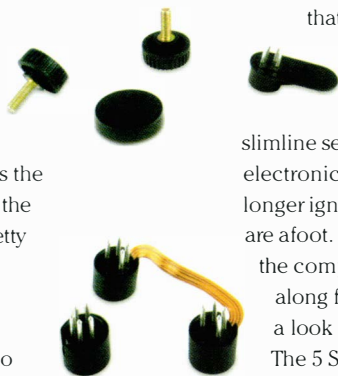 s the
the
etty
o
that
slimline se
electronic
longer ign
are afoot.
the com
along f
a look
The 5 S